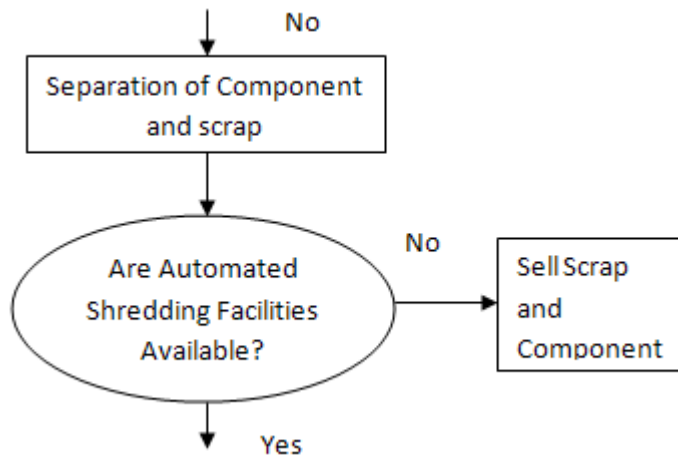 No
Separation of Component
and scrap
Are Automated
Shredding Facilities
Available?
No
Sell Scrap
and
Component
Yes